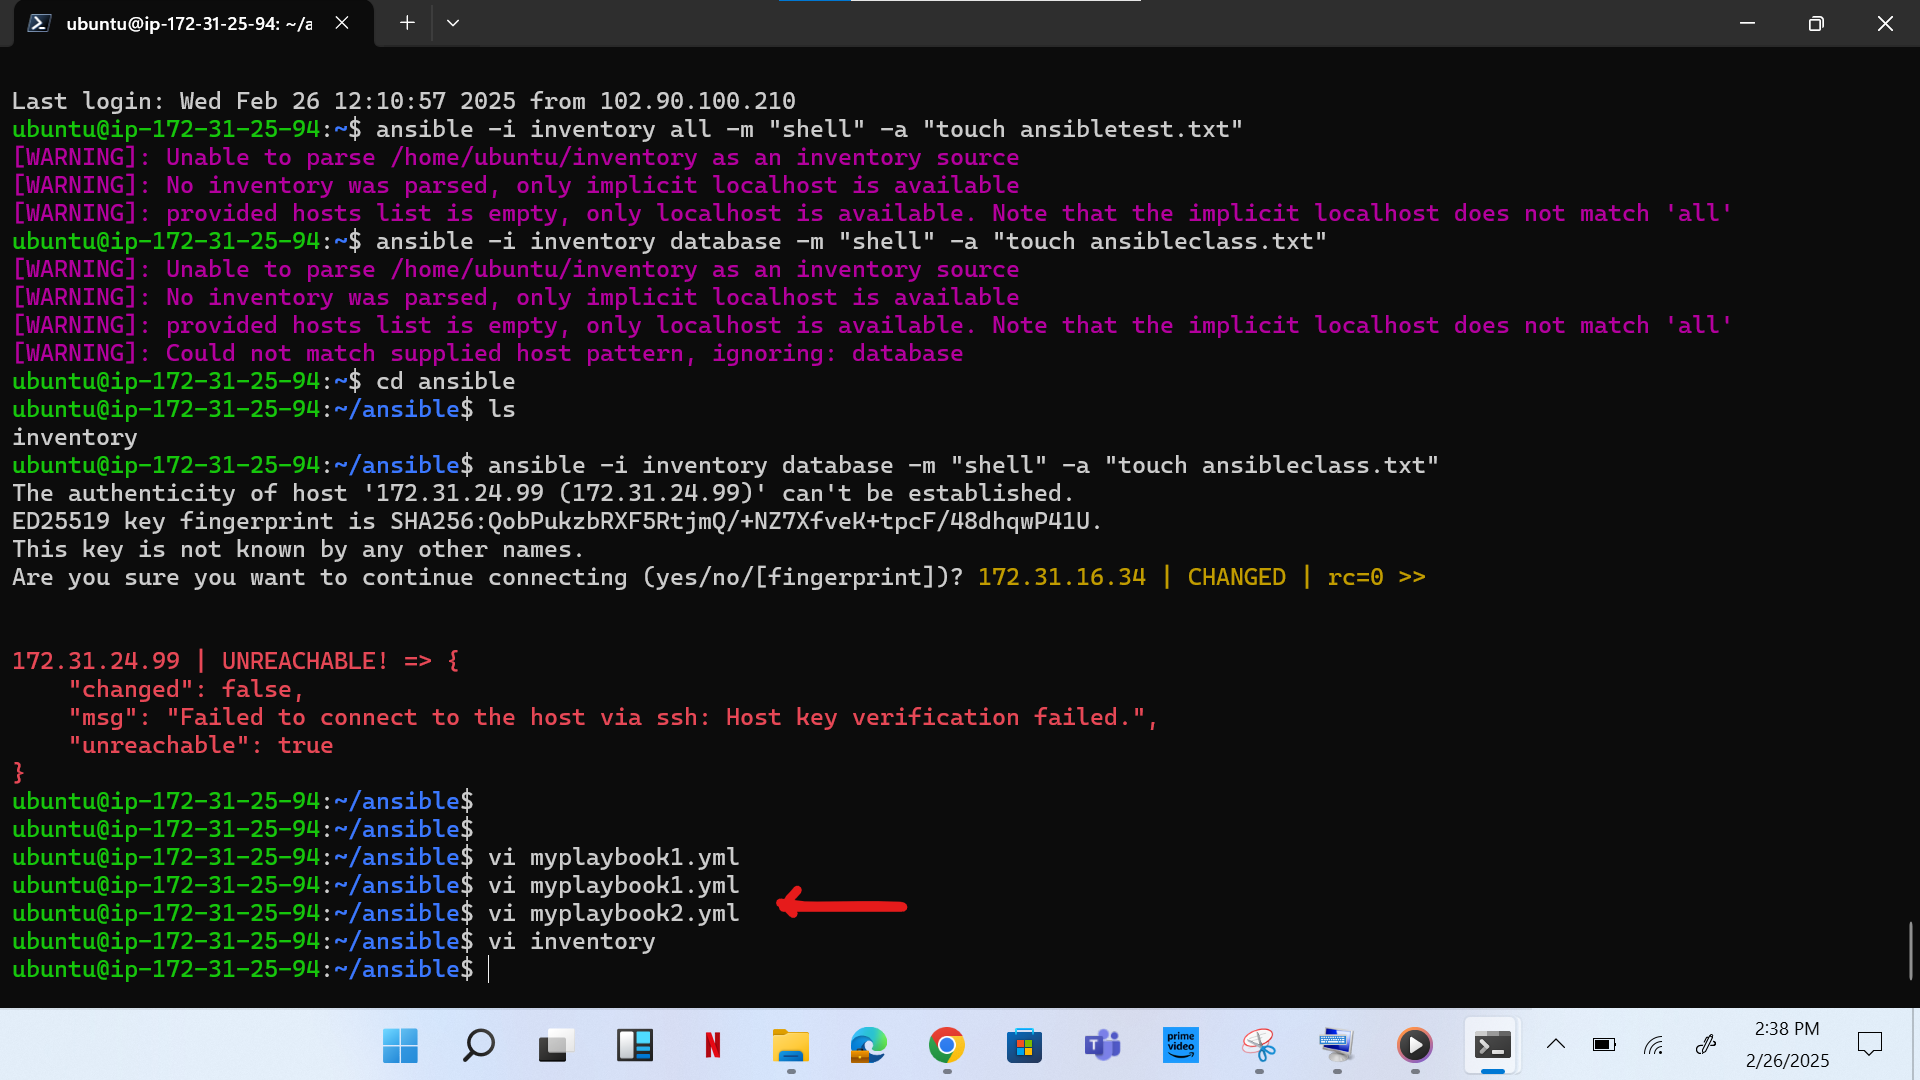 ubuntu@ip-172-31-25-94: ~/a
Last login: Wed Feb 26 12:10:57 2025 from 102.90.100.210
ubuntu@ip-172-31-25-94:~$ ansible -i inventory all -m "shell" -a "touch ansibletest.txt"
[WARNING]: Unable to parse /home/ubuntu/inventory as an inventory source
[WARNING]: No inventory was parsed, only implicit localhost is available
[WARNING]: provided hosts list is empty, only localhost is available. Note that the implicit localhost does not match 'all'
ubuntu@ip-172-31-25-94:~$ ansible -i inventory database -m "shell" -a "touch ansibleclass.txt"
[WARNING]: Unable to parse /home/ubuntu/inventory as an inventory source
[WARNING]: No inventory was parsed, only implicit localhost is available
[WARNING]: provided hosts list is empty, only localhost is available. Note that the implicit localhost does not match 'all'
[WARNING]: Could not match supplied host pattern, ignoring: database
ubuntu@ip-172-31-25-94:~$ cd ansible
ubuntu@ip-172-31-25-94:~/ansible$ ls
inventory
ubuntu@ip-172-31-25-94:~/ansible$ ansible -i inventory database -m "shell" -a "touch ansibleclass.txt"
The authenticity of host '172.31.24.99 (172.31.24.99)' can't be established.
ED25519 key fingerprint is SHA256:QobPukzbRXF5RtjmQ/+NZ7XfveK+tpcF/48dhqwP41U.
This key is not known by any other names.
Are you sure you want to continue connecting (yes/no/[fingerprint])? 172.31.16.34 | CHANGED | rc=0 >>
172.31.24.99 | UNREACHABLE! => {
    "changed": false,
    "msg": "Failed to connect to the host via ssh: Host key verification failed.",
    "unreachable": true
}
ubuntu@ip-172-31-25-94:~/ansible$
ubuntu@ip-172-31-25-94:~/ansible$
ubuntu@ip-172-31-25-94:~/ansible$ vi myplaybook1.yml
ubuntu@ip-172-31-25-94:~/ansible$ vi myplaybook1.yml
ubuntu@ip-172-31-25-94:~/ansible$ vi myplaybook2.yml
ubuntu@ip-172-31-25-94:~/ansible$ vi inventory
ubuntu@ip-172-31-25-94:~/ansible$
N
prime
video
2:38 PM
2/26/2025